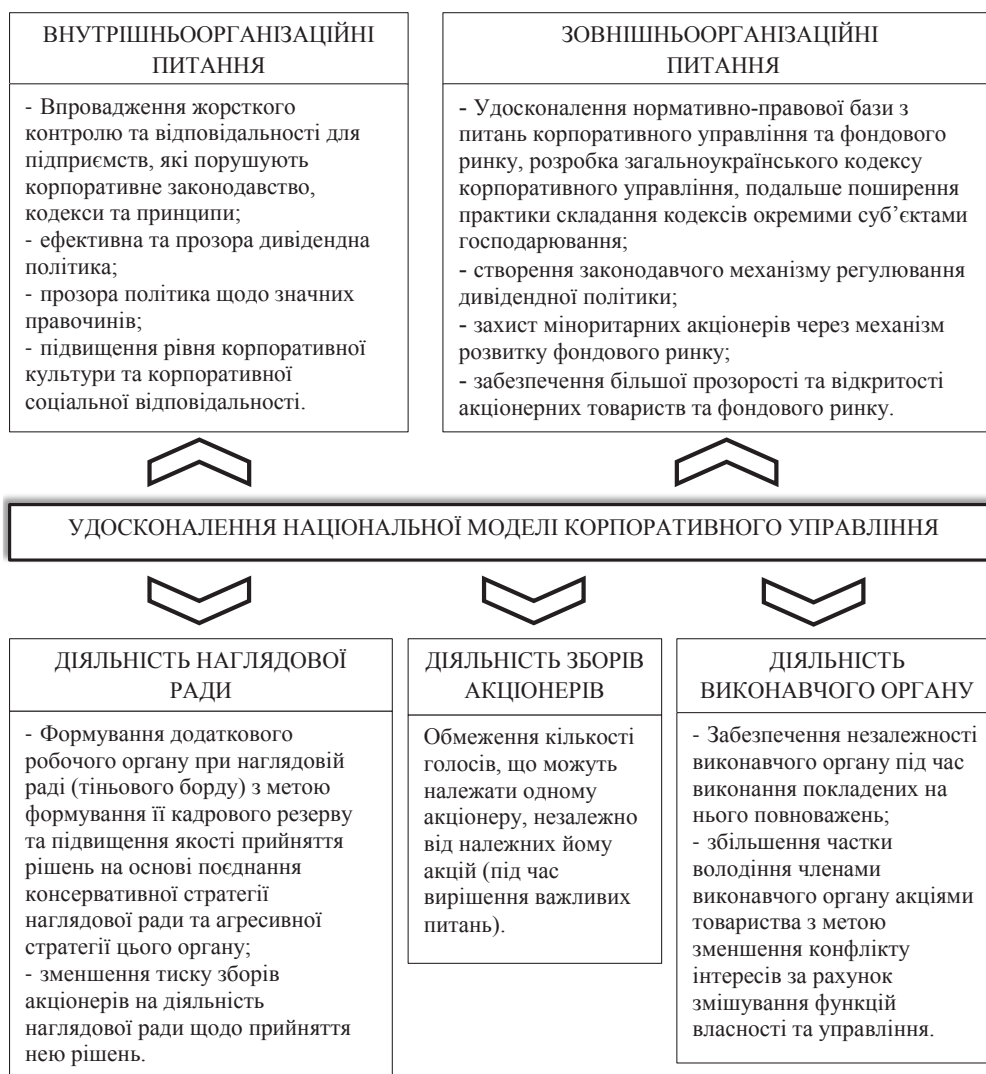 ВНУТРІШНЬООРГАНІЗАЦІЙНІ
ПИТАННЯ
- Впровадження жорсткого
контролю та відповідальності для
підприємств, які порушують
корпоративне законодавство,
кодекси та принципи;
- ефективна та прозора дивідендна
політика;
- прозора політика щодо значних
правочинів;
- підвищення рівня корпоративної
культури та корпоративної
соціальної відповідальності.
ЗОВНІШНЬООРГАНІЗАЦІЙНІ
ПИТАННЯ
- Удосконалення нормативно-правової бази з
питань корпоративного управління та фондового
ринку, розробка загальноукраїнського кодексу
корпоративного управління, подальше поширення
практики складання кодексів окремими суб’єктами
господарювання;
- створення законодавчого механізму регулювання
дивідендної політики;
- захист міноритарних акціонерів через механізм
розвитку фондового ринку;
- забезпечення більшої прозорості та відкритості
акціонерних товариств та фондового ринку.
УДОСКОНАЛЕННЯ НАЦІОНАЛЬНОЇ МОДЕЛІ КОРПОРАТИВНОГО УПРАВЛІННЯ
ДІЯЛЬНІСТЬ НАГЛЯДОВОЇ
РАДИ
- Формування додаткового
робочого органу при наглядовій
раді (тіньового борду) з метою
формування її кадрового резерву
та підвищення якості прийняття
рішень на основі поєднання
консервативної стратегії
наглядової ради та агресивної
стратегії цього органу;
- зменшення тиску зборів
акціонерів на діяльність
наглядової ради щодо прийняття
нею рішень.
ДІЯЛЬНІСТЬ ЗБОРІВ
АКЦІОНЕРІВ
Обмеження кількості
голосів, що можуть
належати одному
акціонеру, незалежно
від належних йому
акцій (під час
вирішення важливих
питань).
ДІЯЛЬНІСТЬ
ВИКОНАВЧОГО ОРГАНУ
- Забезпечення незалежності
виконавчого органу під час
виконання покладених на
нього повноважень;
- збільшення частки
володіння членами
виконавчого органу акціями
товариства з метою
зменшення конфлікту
інтересів за рахунок
змішування функцій
власності та управління.